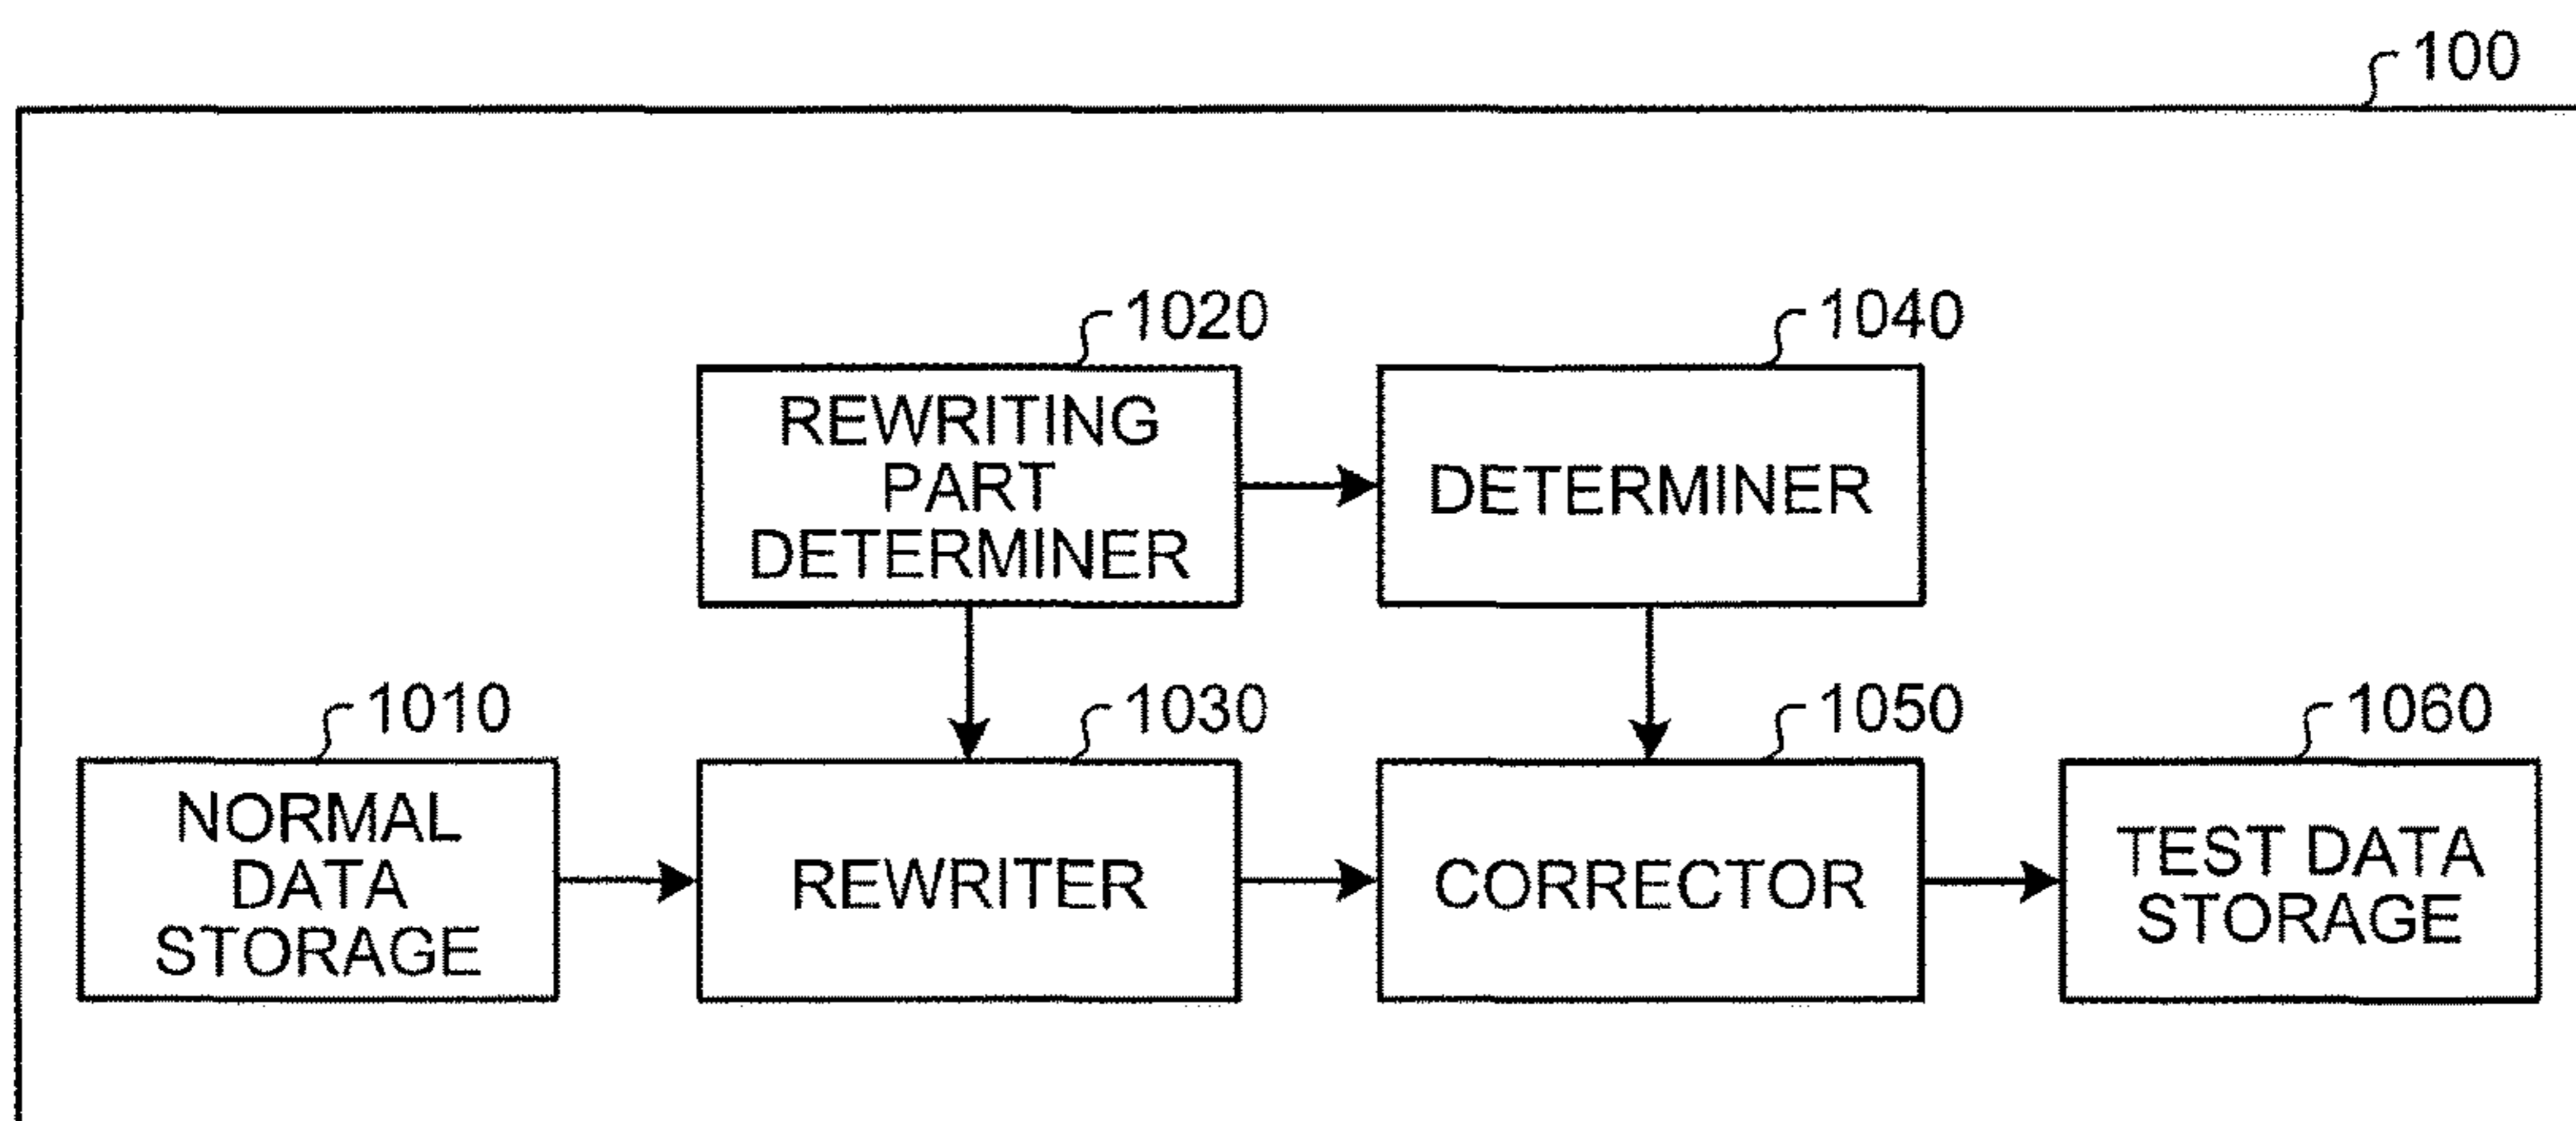 100
1020
REWRITING
PART
DETERMINER
1040
DETERMINER
1010
NORMAL
DATA
STORAGE
1030
REWRITER
1050
CORRECTOR
1060
TEST DATA
STORAGE